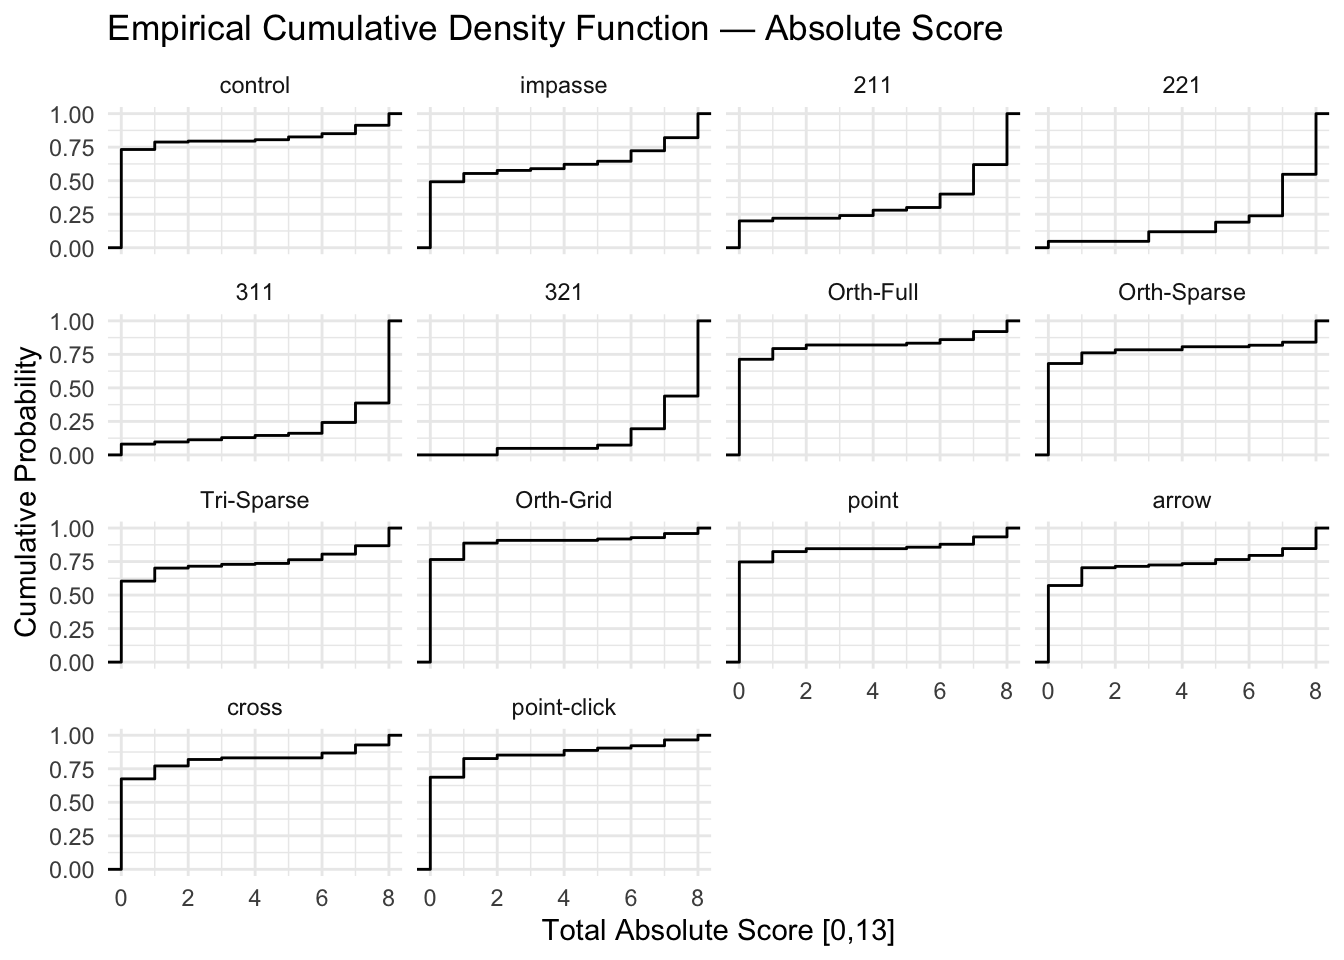 Empirical Cumulative Density Function — Absolute Score
control impasse 211 221
1.00
0.75
0.50
0.25
0.00
311 321 Orth-Full Orth-Sparse
1.00
0.75
0.50
0.25
0.00
Cumulative Probability
Tri-Sparse Orth-Grid point arrow
1.00
0.75
0.50
0.25
0.00
0 2 4 6 8 0 2 4 6 8
cross point-click
1.00
0.75
0.50
0.25
0.00
0 2 4 6 8 0 2 4 6 8
Total Absolute Score [0,13]